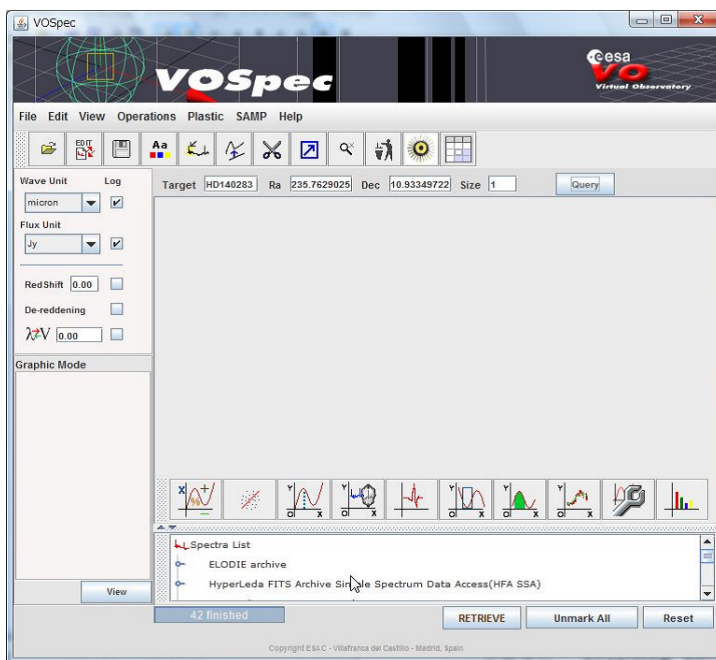 VOSpec
VOSpec
esa
VO
Virtual Observatory
File Edit View Operations Plastic SAMP Help
EDIT
Aa
Wave Unit Log
Target HD140283 Ra 235.7629025 Dec 10.93349722 Size 1 Query
micron
Flux Unit
Jy
RedShift 0.00
De-reddening
λ⇄V 0.00
Graphic Mode
Spectra List
ELODIE archive
HyperLeda FITS Archive Single Spectrum Data Access(HFA SSA)
View
42 finished RETRIEVE Unmark All Reset
Copyright ESAC - Villafranca del Castillo - Madrid, Spain